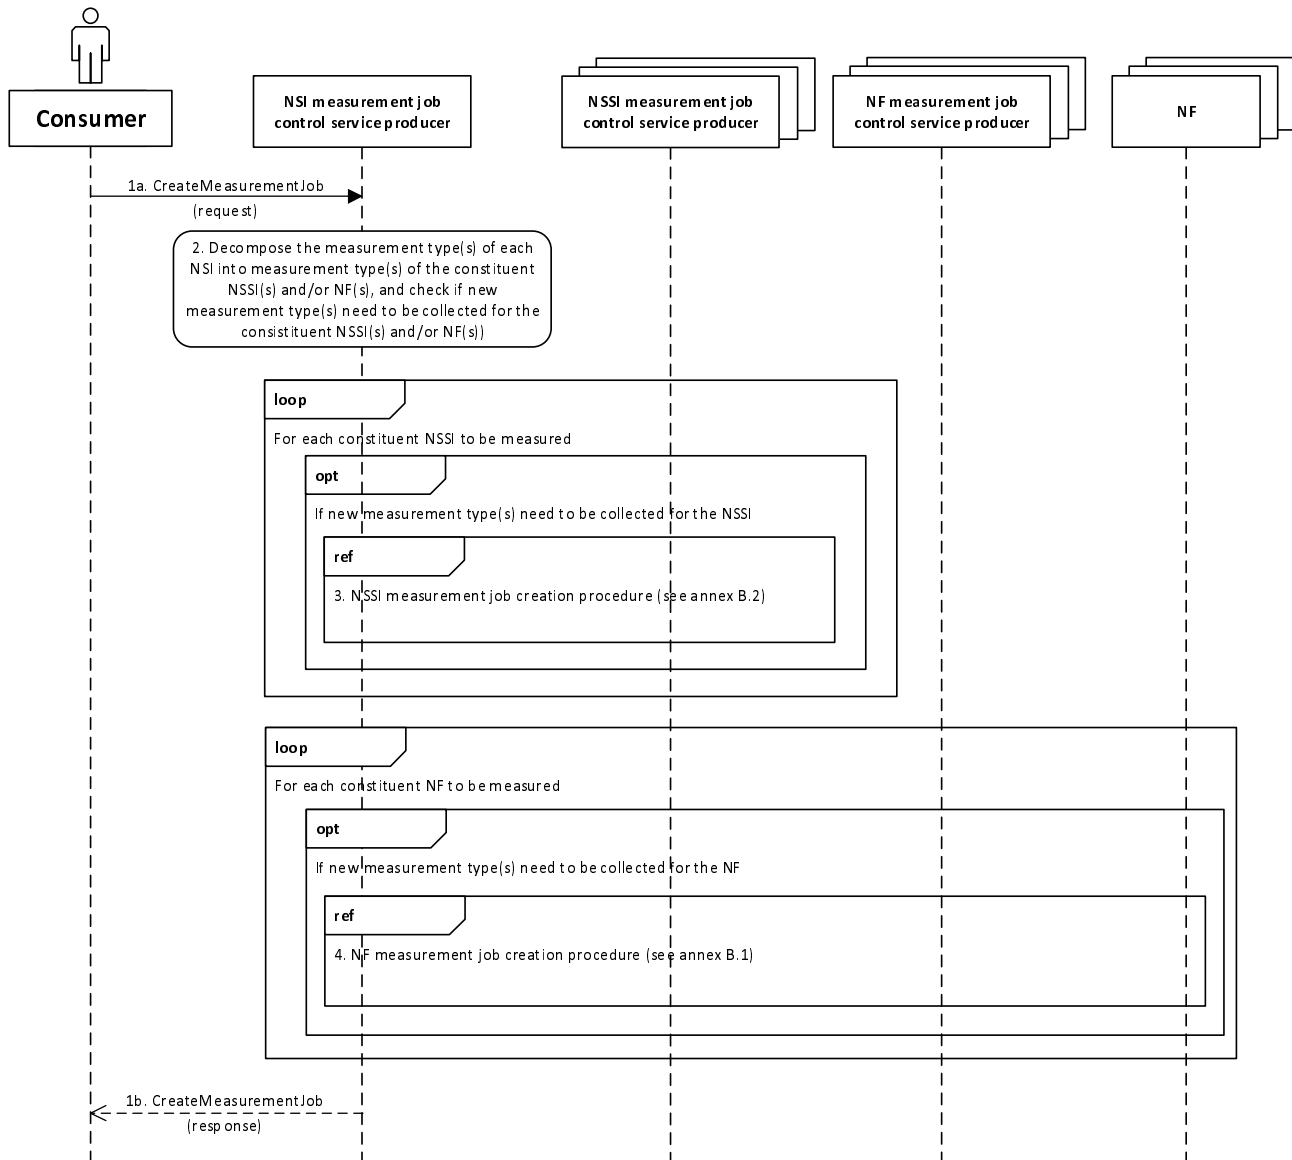 Consumer
NSI measurement job
control service producer
NSSI measurement job
control service producer
NF measurement job
control service producer
NF
1a. CreateMeasurementJob
(request)
2. Decompose the measurement type(s) of each
NSI into measurement type(s) of the constituent
NSSI(s) and/or NF(s), and check if new
measurement type(s) need to be collected for the
consistituent NSSI(s) and/or NF(s))
loop
For each constituent NSSI to be measured
opt
If new measurement type(s) need to be collected for the NSSI
ref
3. NSSI measurement job creation procedure (see annex B.2)
loop
For each constituent NF to be measured
opt
If new measurement type(s) need to be collected for the NF
ref
4. NF measurement job creation procedure (see annex B.1)
1b. CreateMeasurementJob
(response)